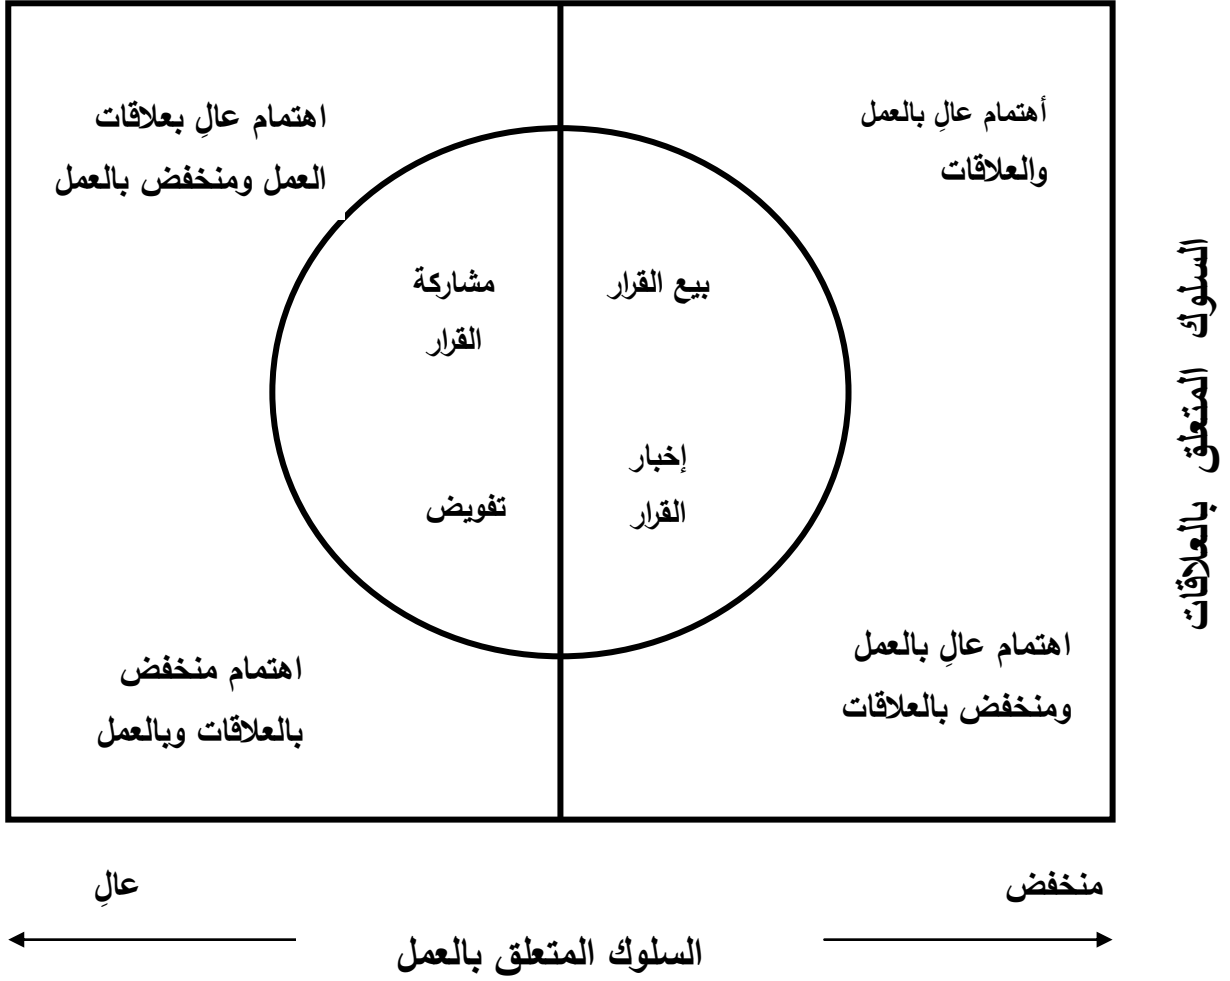 أهتمام عالِ بالعمل
والعلاقات
اهتمام عالِ بعلاقات
العمل ومنخفض بالعمل
بيع القرار
مشاركة
القرار
إخبار
القرار
تفويض
اهتمام عالِ بالعمل
ومنخفض بالعلاقات
اهتمام منخفض
بالعلاقات وبالعمل
السلوك المتعلق بالعلاقات
منخفض
عالِ
السلوك المتعلق بالعمل